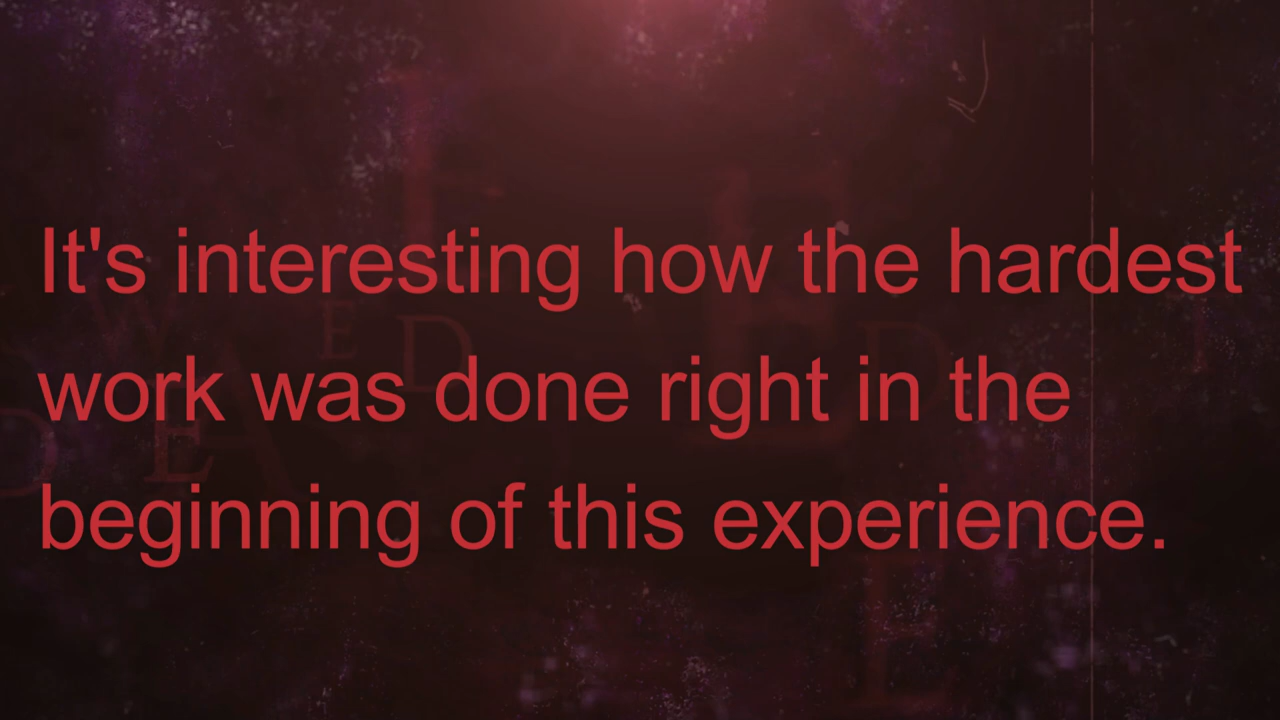 It's interesting how the hardest
work was done right in the
beginning of this experience.